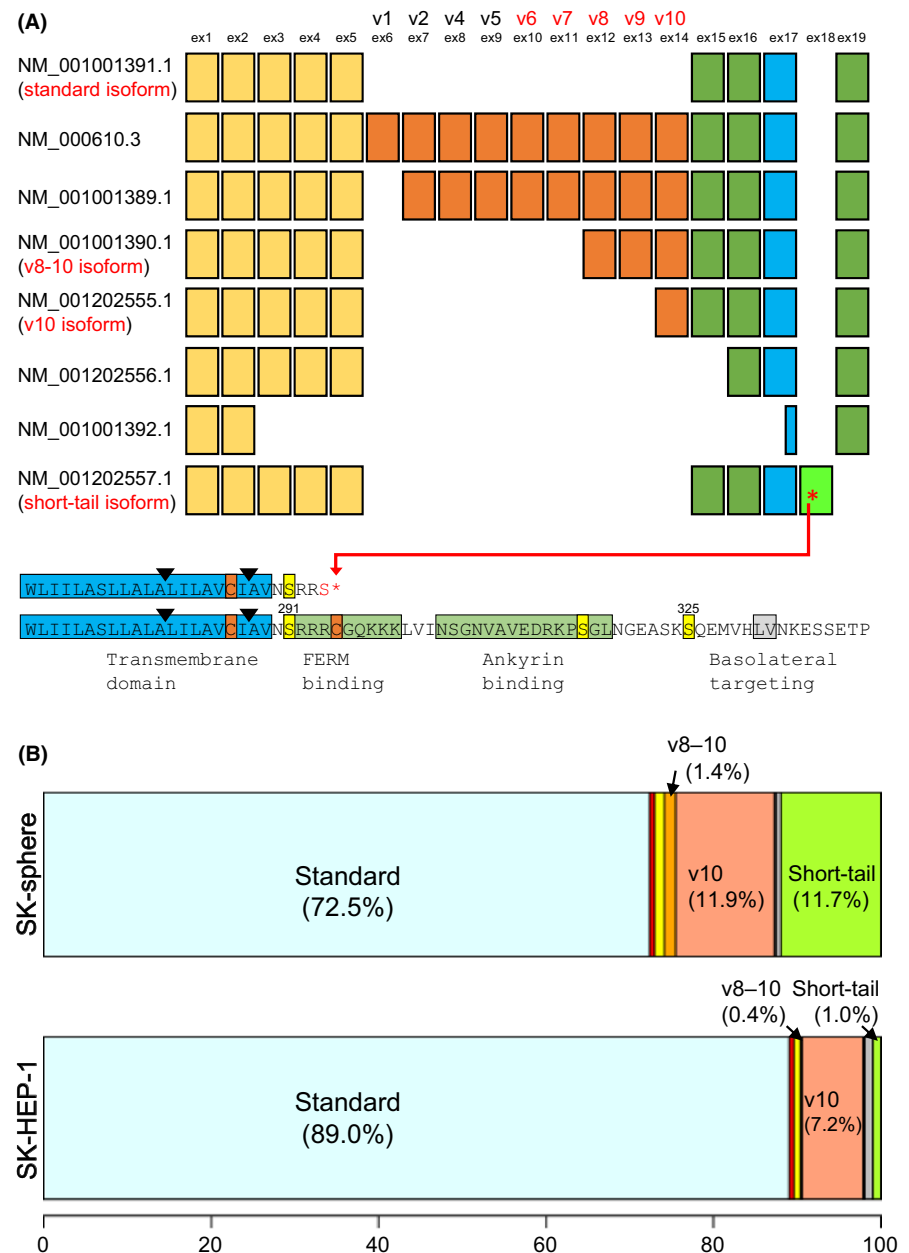 (A)
v1 v2 v4 v5 v6 v7 v8 v9 v10
ex1 ex2 ex3 ex4 ex5 ex6 ex7 ex8 ex9 ex10 ex11 ex12 ex13 ex14 ex15 ex16 ex17 ex18 ex19
NM_001001391.1
(standard isoform)
NM_000610.3
NM_001001389.1
NM_001001390.1
(v8-10 isoform)
NM_001202555.1
(v10 isoform)
NM_001202556.1
NM_001001392.1
NM_001202557.1
(short-tail isoform)
*
WLIILASLLALALILAVCIAVNSRRS*
291 325
WLIILASLLALALILAVCIAVNSRRRCGQKKKLVINSGNVAVEDRKPSGLNGEASKSQEMVHLVNKESSETP
Transmembrane FERM Ankyrin Basolateral
domain binding binding targeting
(B)
v8–10
(1.4%)
SK-sphere
Standard
(72.5%)
v10
(11.9%)
Short-tail
(11.7%)
v8–10 Short-tail
(0.4%) (1.0%)
SK-HEP-1
Standard
(89.0%)
v10
(7.2%)
0 20 40 60 80 100